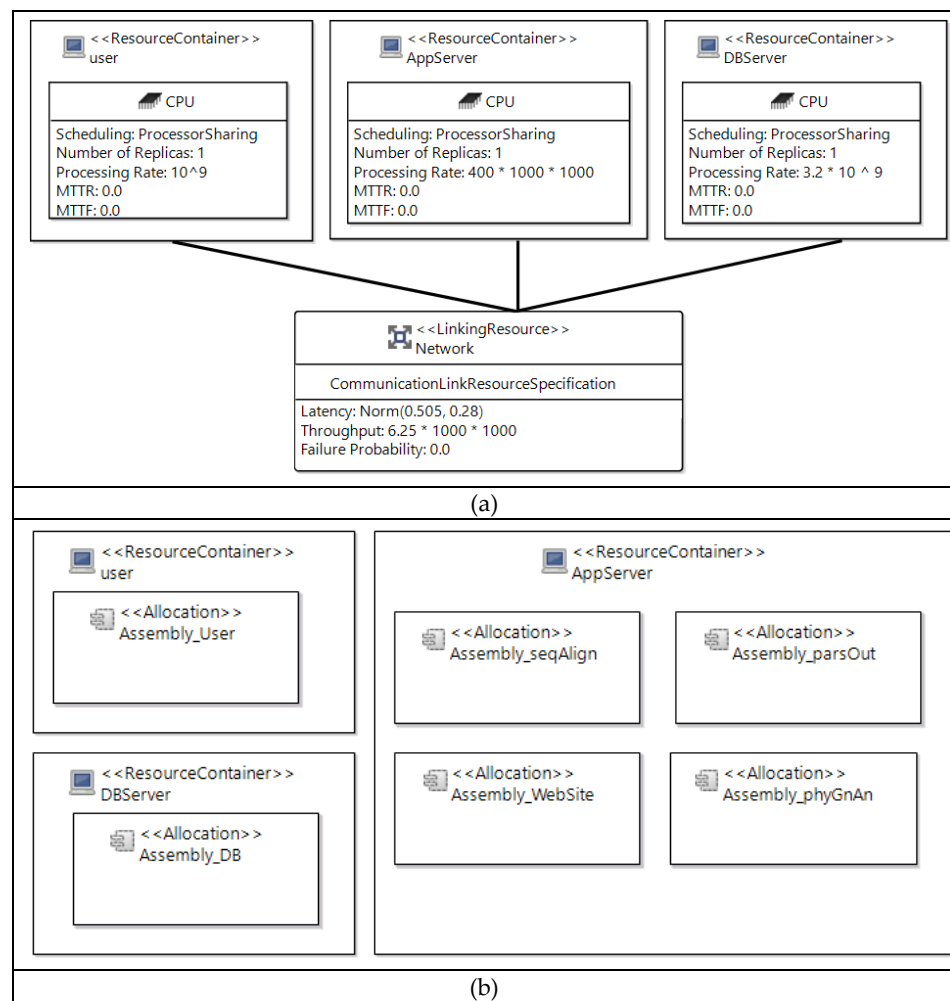 <<ResourceContainer>>
user
CPU
Scheduling: ProcessorSharing
Number of Replicas: 1
Processing Rate: 10^9
MTTR: 0.0
MTTF: 0.0
<<ResourceContainer>>
AppServer
CPU
Scheduling: ProcessorSharing
Number of Replicas: 1
Processing Rate: 400 * 1000 * 1000
MTTR: 0.0
MTTF: 0.0
<<ResourceContainer>>
DBServer
CPU
Scheduling: ProcessorSharing
Number of Replicas: 1
Processing Rate: 3.2 * 10 ^ 9
MTTR: 0.0
MTTF: 0.0
<<LinkingResource>>
Network
CommunicationLinkResourceSpecification
Latency: Norm(0.505, 0.28)
Throughput: 6.25 * 1000 * 1000
Failure Probability: 0.0
(a)
<<ResourceContainer>>
user
<<Allocation>>
Assembly_User
<<ResourceContainer>>
DBServer
<<Allocation>>
Assembly_DB
<<ResourceContainer>>
AppServer
<<Allocation>>
Assembly_seqAlign
<<Allocation>>
Assembly_parsOut
<<Allocation>>
Assembly_WebSite
<<Allocation>>
Assembly_phyGnAn
(b)